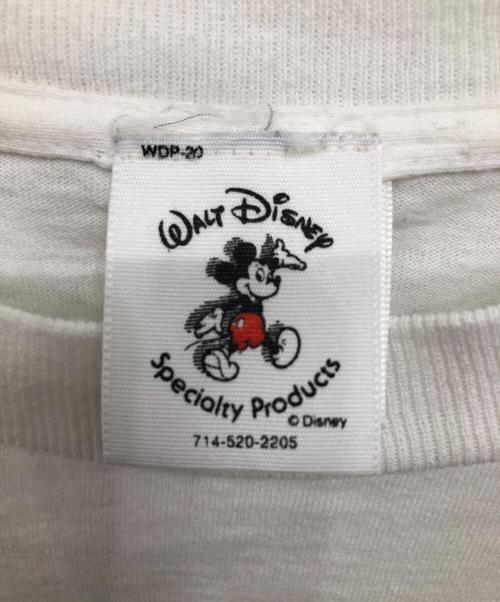 WDP-20
WALT DISNEY
Specialty Products
© Disney
714-520-2205